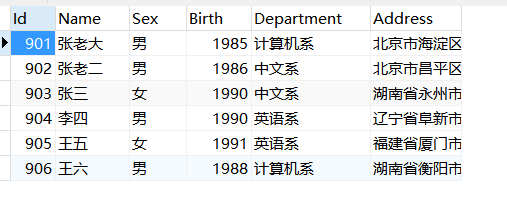 Id Name Sex Birth Department Address
901 张老大 男 1985 计算机系 北京市海淀区
902 张老二 男 1986 中文系 北京市昌平区
903 张三 女 1990 中文系 湖南省永州市
904 李四 男 1990 英语系 辽宁省阜新市
905 王五 女 1991 英语系 福建省厦门市
906 王六 男 1988 计算机系 湖南省衡阳市